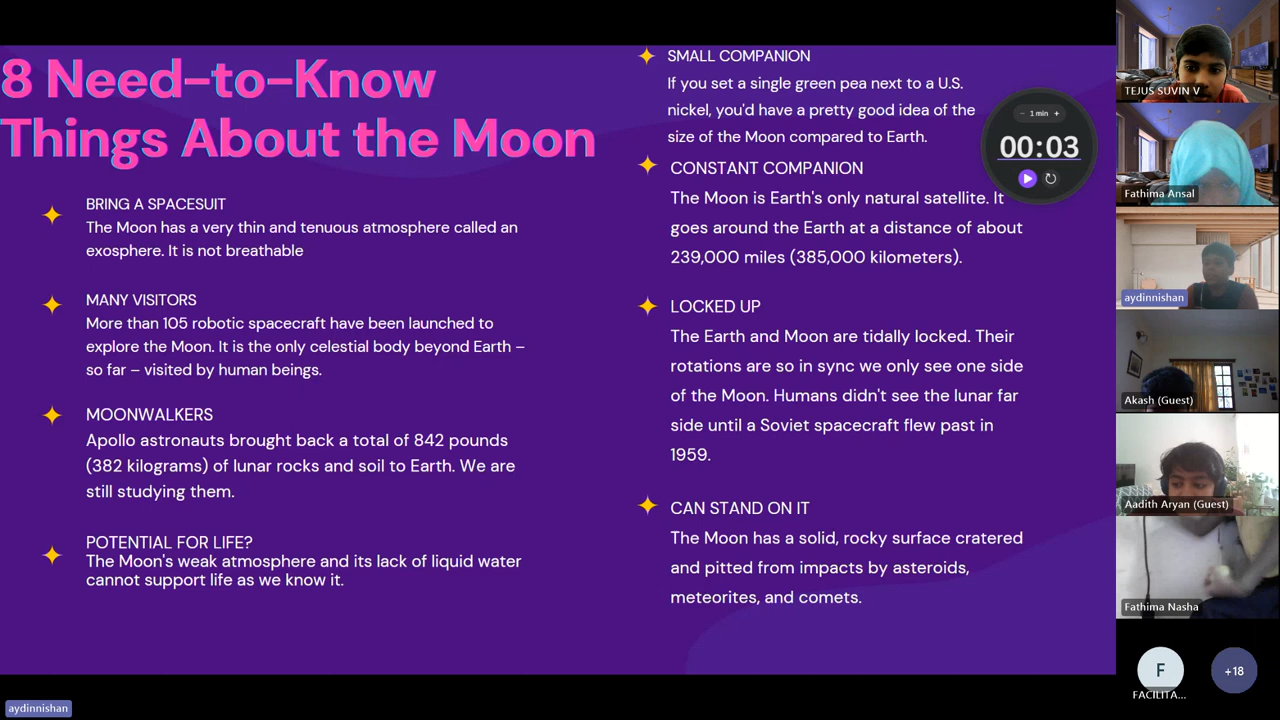 8 Need-to-Know
Things About the Moon
BRING A SPACESUIT
The Moon has a very thin and tenuous atmosphere called an
exosphere. It is not breathable
MANY VISITORS
More than 105 robotic spacecraft have been launched to
explore the Moon. It is the only celestial body beyond Earth –
so far – visited by human beings.
MOONWALKERS
Apollo astronauts brought back a total of 842 pounds
(382 kilograms) of lunar rocks and soil to Earth. We are
still studying them.
POTENTIAL FOR LIFE?
The Moon's weak atmosphere and its lack of liquid water
cannot support life as we know it.
SMALL COMPANION
If you set a single green pea next to a U.S.
nickel, you'd have a pretty good idea of the
size of the Moon compared to Earth.
CONSTANT COMPANION
The Moon is Earth's only natural satellite. It
goes around the Earth at a distance of about
239,000 miles (385,000 kilometers).
LOCKED UP
The Earth and Moon are tidally locked. Their
rotations are so in sync we only see one side
of the Moon. Humans didn't see the lunar far
side until a Soviet spacecraft flew past in
1959.
CAN STAND ON IT
The Moon has a solid, rocky surface cratered
and pitted from impacts by asteroids,
meteorites, and comets.
− 1 min +
00:03
TEJUS SUVIN V
Fathima Ansal
aydinnishan
Akash (Guest)
Aadith Aryan (Guest)
Fathima Nasha
F
FACILITA...
+18
aydinnishan